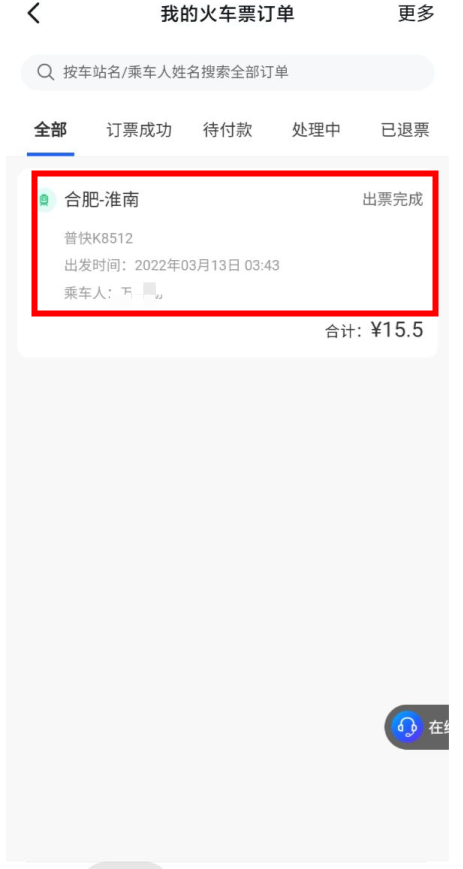 我的火车票订单 更多
按车站名/乘车人姓名搜索全部订单
全部 订票成功 待付款 处理中 已退票
合肥-淮南 出票完成
普快K8512
出发时间：2022年03月13日 03:43
乘车人：
合计：¥15.5
在